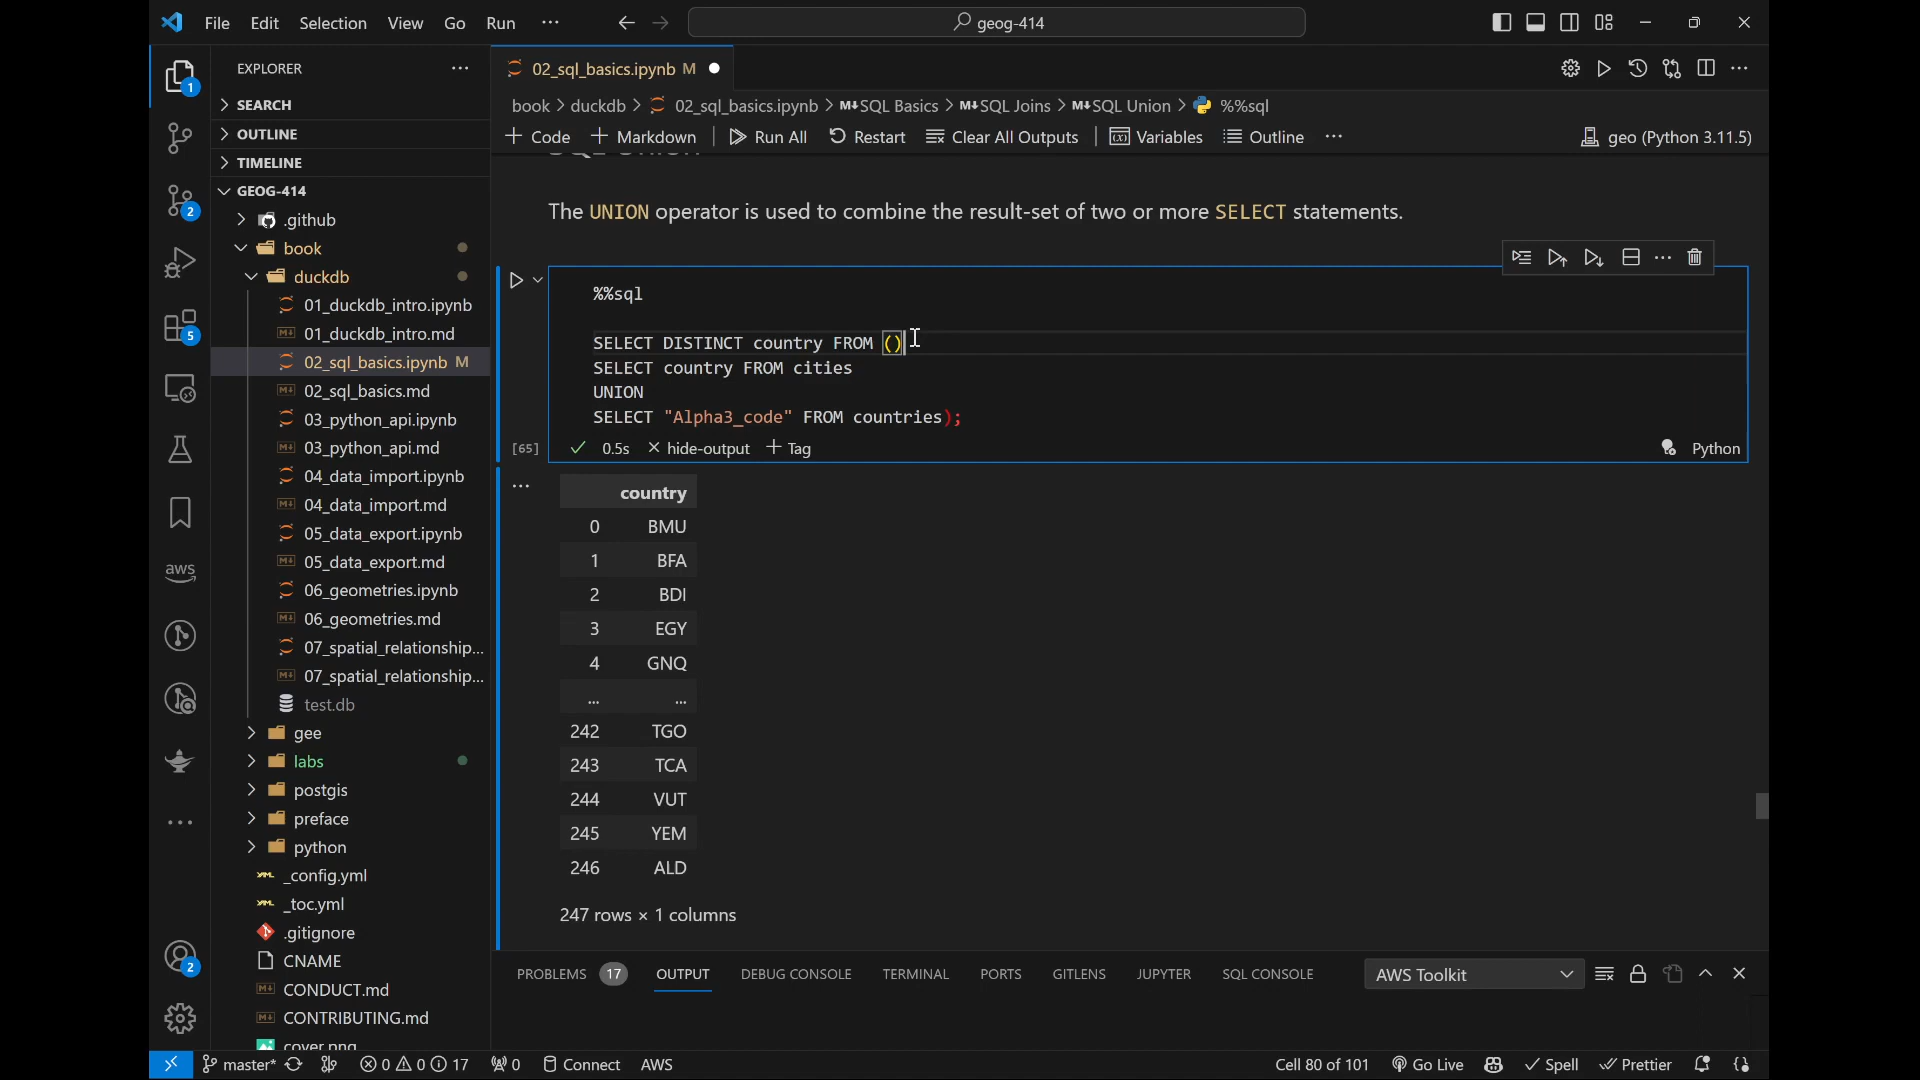 File Edit Selection View Go Run ···
geog-414
EXPLORER ···
SEARCH
OUTLINE
TIMELINE
GEOG-414
.github
book
duckdb
01_duckdb_intro.ipynb
01_duckdb_intro.md
02_sql_basics.ipynb M
02_sql_basics.md
03_python_api.ipynb
03_python_api.md
04_data_import.ipynb
04_data_import.md
05_data_export.ipynb
05_data_export.md
06_geometries.ipynb
06_geometries.md
07_spatial_relationship...
07_spatial_relationship...
test.db
gee
labs
postgis
preface
python
_config.yml
_toc.yml
.gitignore
CNAME
CONDUCT.md
CONTRIBUTING.md
cover.png
1
2
5
aws
2
02_sql_basics.ipynb M
book > duckdb > 02_sql_basics.ipynb > M↓SQL Basics > M↓SQL Joins > M↓SQL Union > %%sql
+ Code + Markdown Run All Restart Clear All Outputs Variables Outline ··· geo (Python 3.11.5)
SQL Union
The UNION operator is used to combine the result-set of two or more SELECT statements.
%%sql
SELECT DISTINCT country FROM ()
SELECT country FROM cities
UNION
SELECT "Alpha3_code" FROM countries);
[65] ✓ 0.5s × hide-output + Tag Python
country
0 BMU
1 BFA
2 BDI
3 EGY
4 GNQ
... ...
242 TGO
243 TCA
244 VUT
245 YEM
246 ALD
247 rows × 1 columns
PROBLEMS 17 OUTPUT DEBUG CONSOLE TERMINAL PORTS GITLENS JUPYTER SQL CONSOLE AWS Toolkit
master* 0 0 17 0 Connect AWS Cell 80 of 101 Go Live Spell Prettier